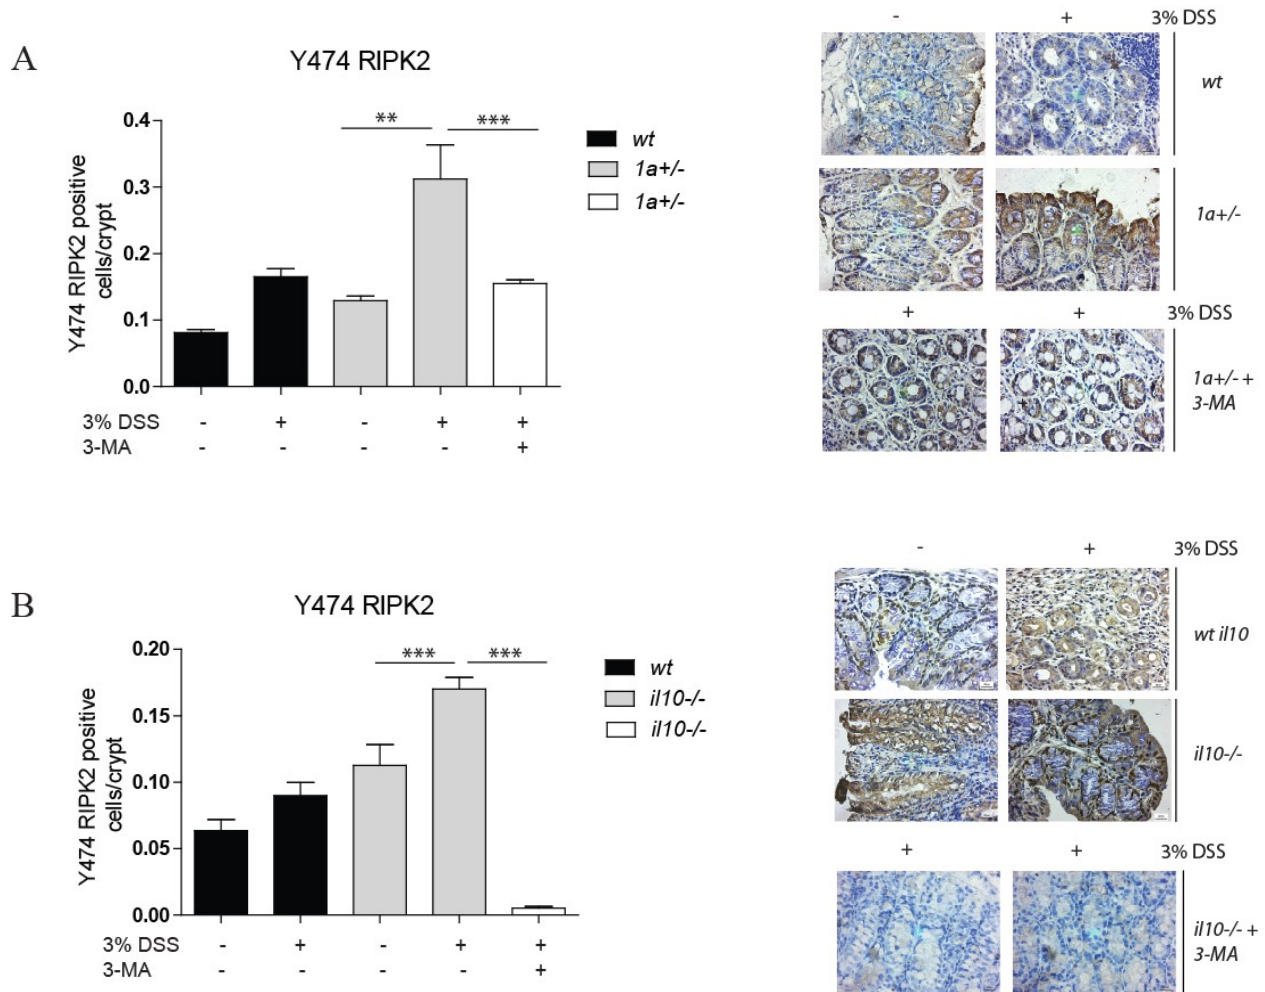 A
Y474 RIPK2
Y474 RIPK2 positive
cells/crypt
0.4
0.3
0.2
0.1
0.0
** ***
wt
1a+/-
1a+/-
3% DSS - + - + +
3-MA - - - - +
- + 3% DSS
wt
1a+/-
+ + 3% DSS
1a+/- +
3-MA
B
Y474 RIPK2
Y474 RIPK2 positive
cells/crypt
0.20
0.15
0.10
0.05
0.00
*** ***
wt
il10-/-
il10-/-
3% DSS - + - + +
3-MA - - - - +
- + 3% DSS
wt il10
il10-/-
+ + 3% DSS
il10-/- +
3-MA